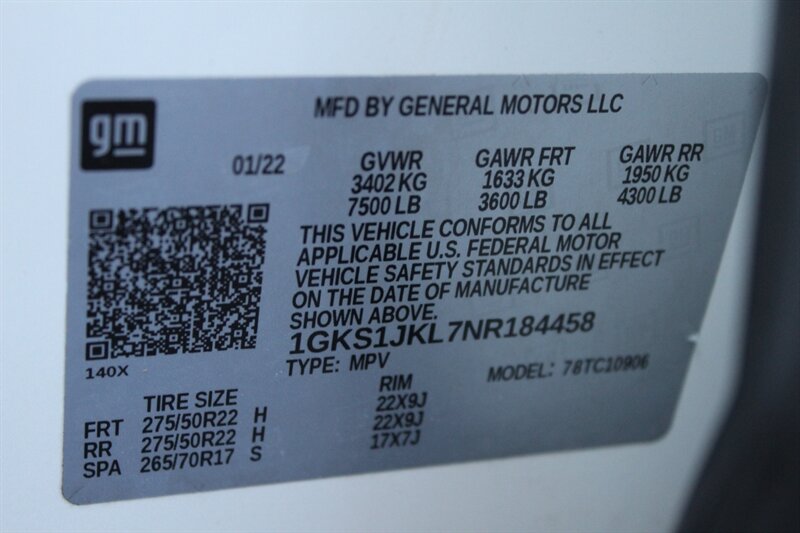 gm
MFD BY GENERAL MOTORS LLC
01/22 GVWR GAWR FRT GAWR RR
3402 KG 1633 KG 1950 KG
7500 LB 3600 LB 4300 LB
THIS VEHICLE CONFORMS TO ALL
APPLICABLE U.S. FEDERAL MOTOR
VEHICLE SAFETY STANDARDS IN EFFECT
ON THE DATE OF MANUFACTURE
SHOWN ABOVE.
1GKS1JKL7NR184458
140X
TYPE: MPV MODEL: 78TC10906
TIRE SIZE RIM
FRT 275/50R22 H 22X9J
RR 275/50R22 H 22X9J
SPA 265/70R17 S 17X7J